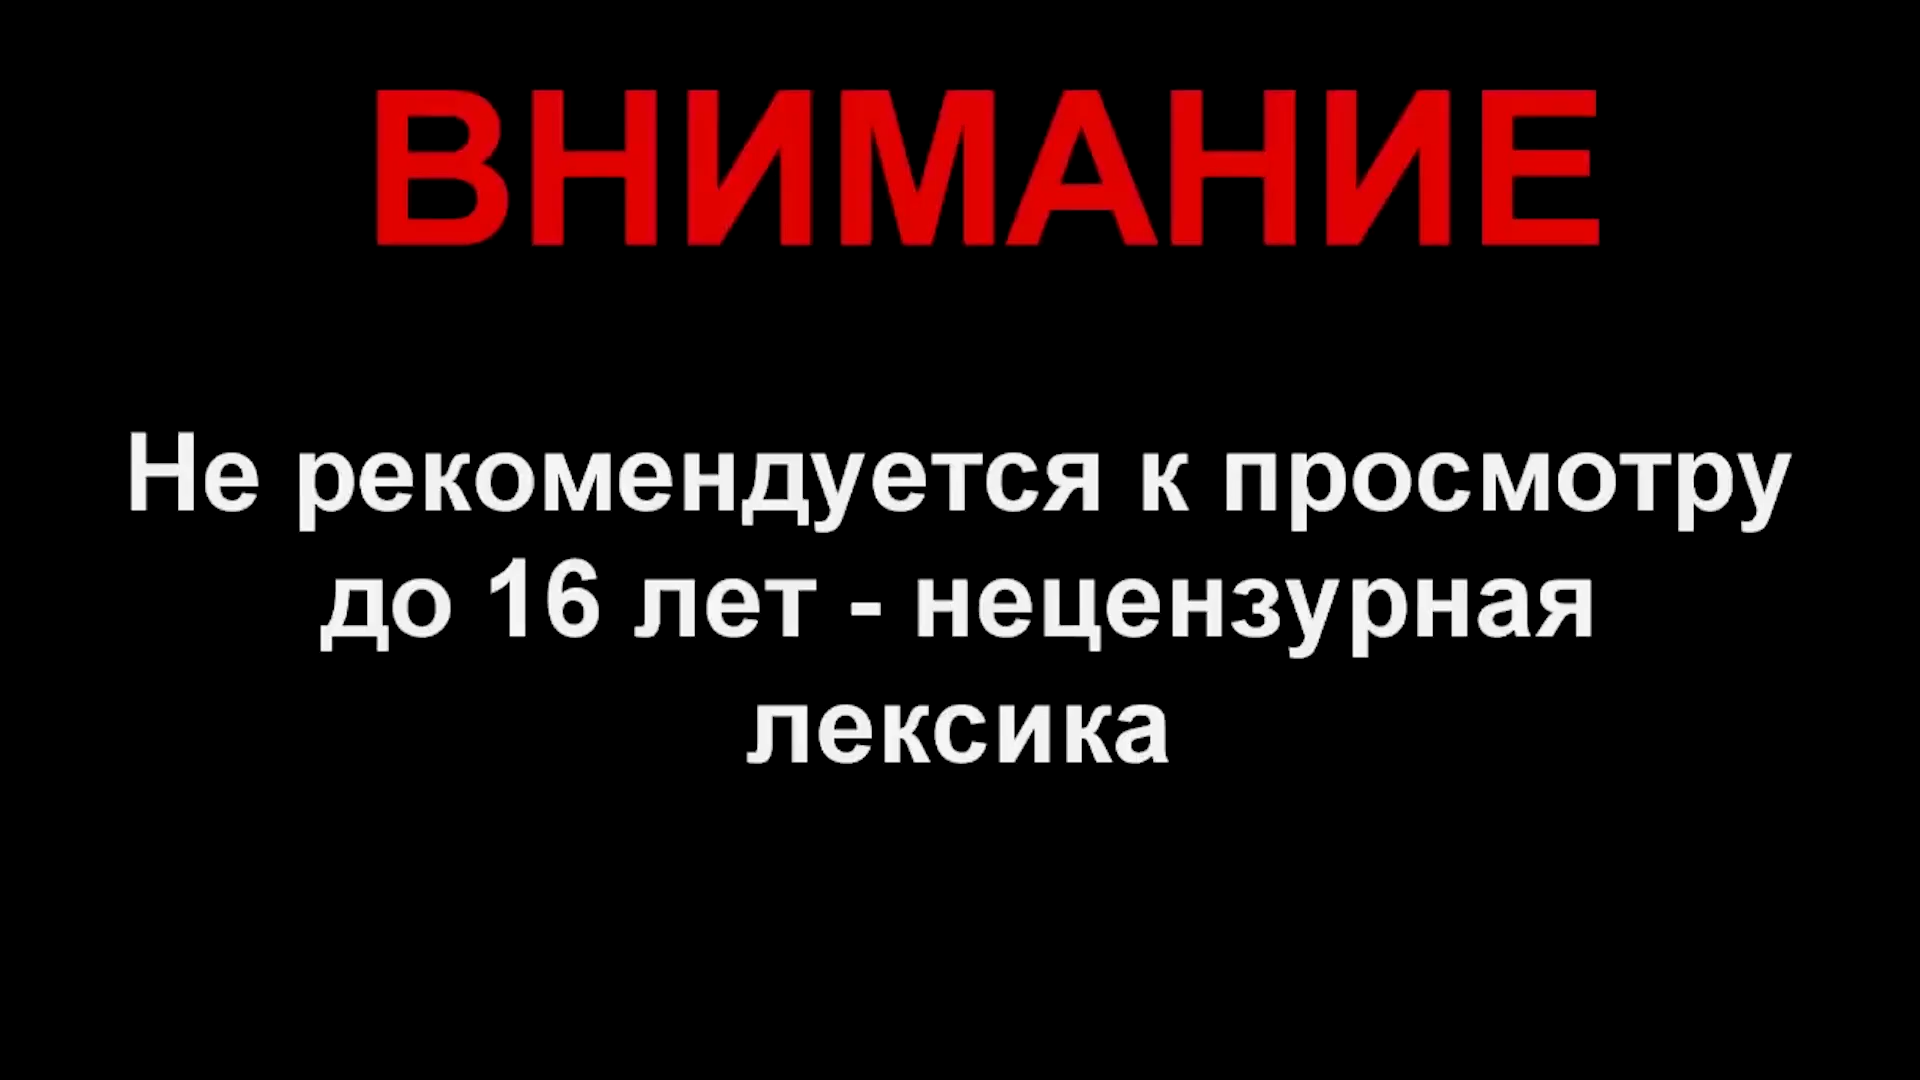 ВНИМАНИЕ
Не рекомендуется к просмотру
до 16 лет - нецензурная
лексика